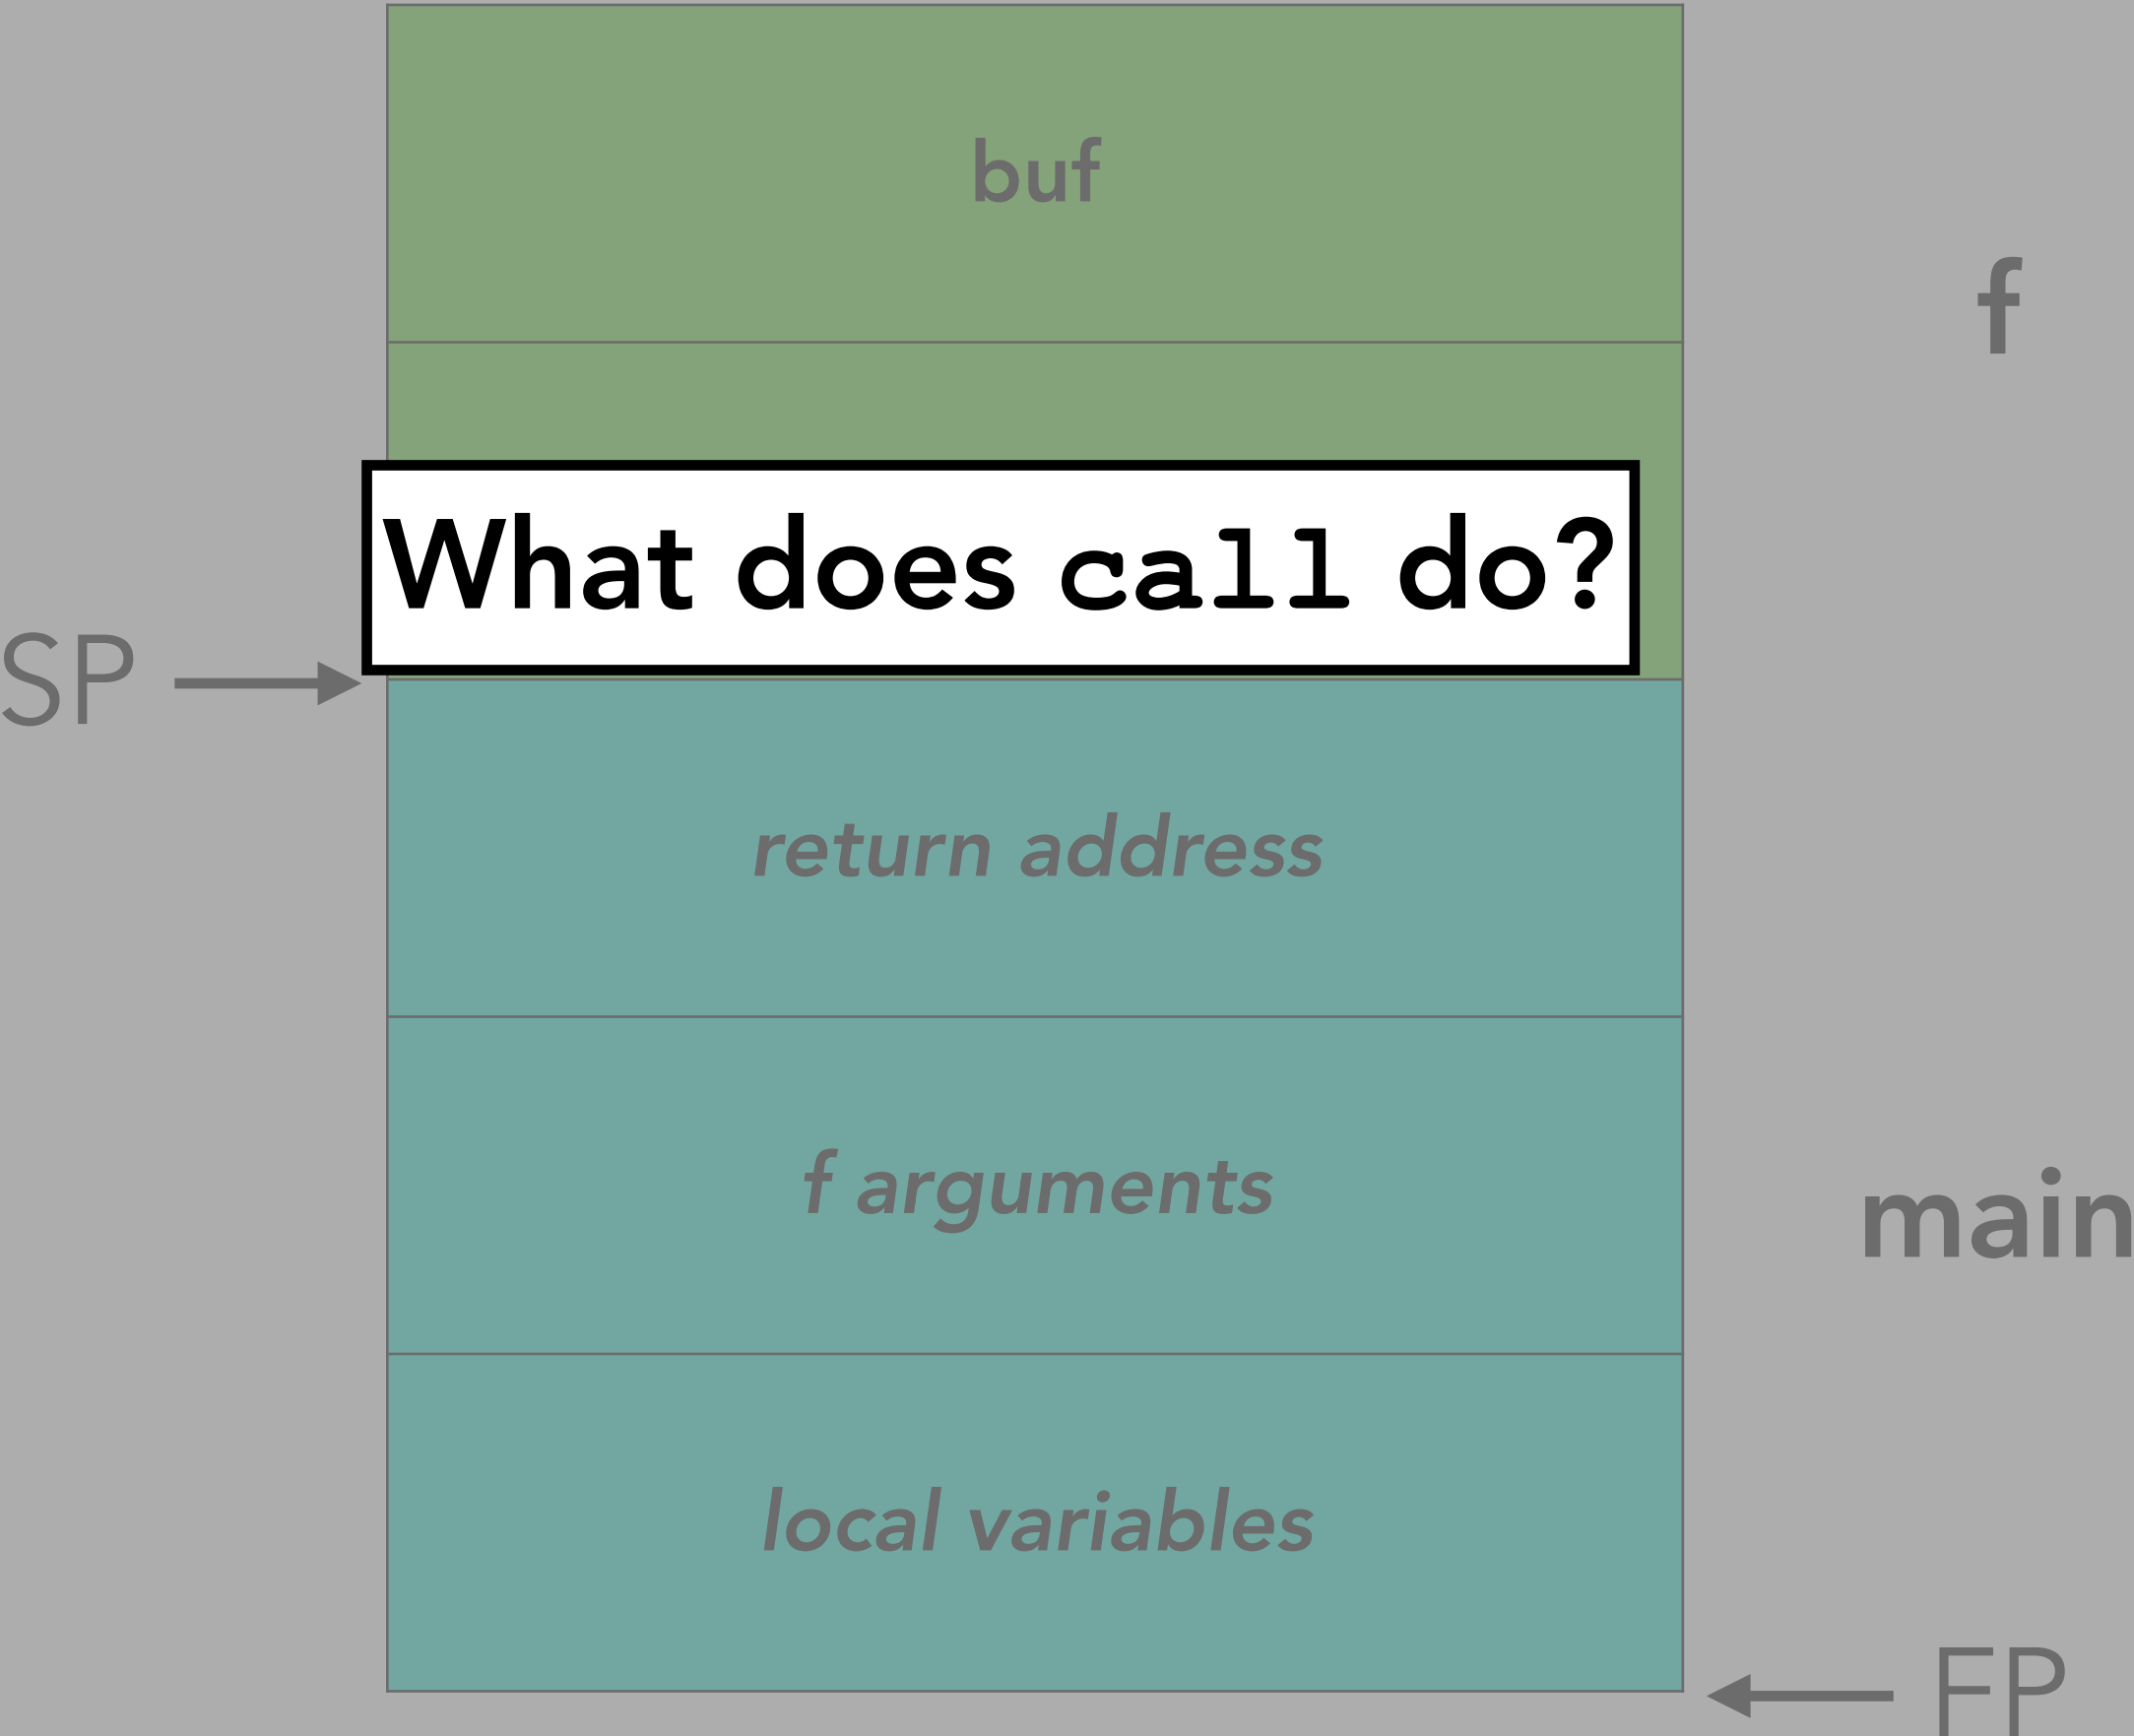 buf
f
What does call do?
SP
return address
f arguments
main
local variables
FP